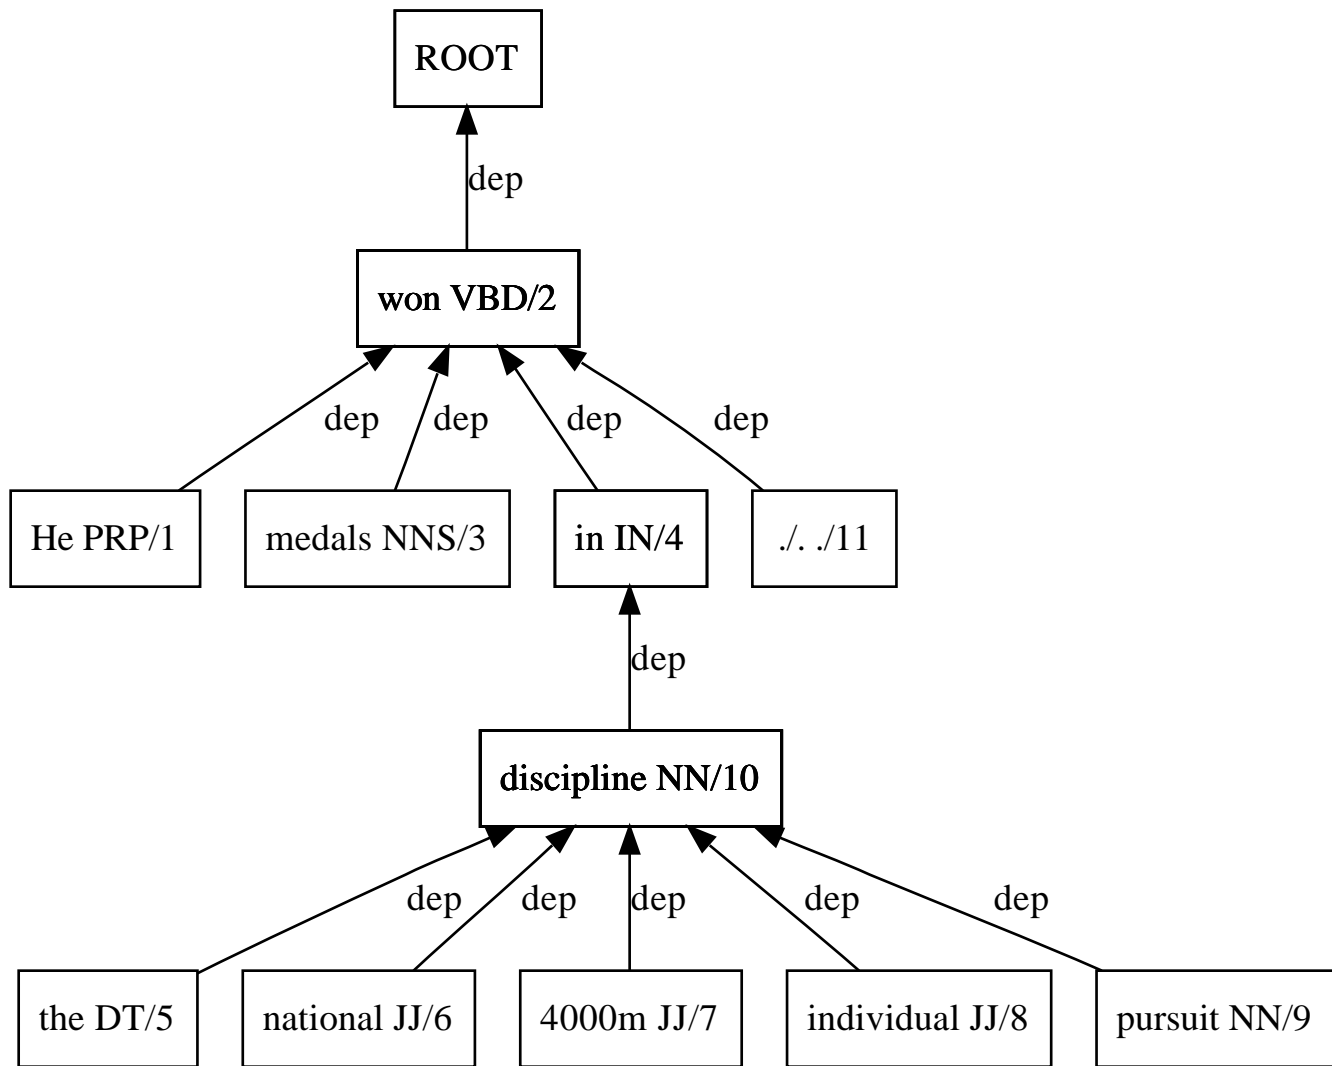 ROOT
dep
won VBD/2
dep dep dep dep
He PRP/1 medals NNS/3 in IN/4 ./. ./11
dep
discipline NN/10
dep dep dep dep dep
the DT/5 national JJ/6 4000m JJ/7 individual JJ/8 pursuit NN/9